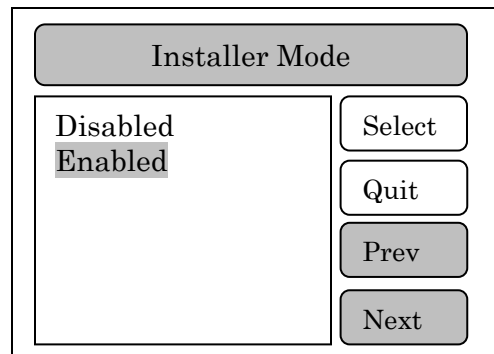 Installer Mode
Disabled
Enabled
Select
Quit
Prev
Next